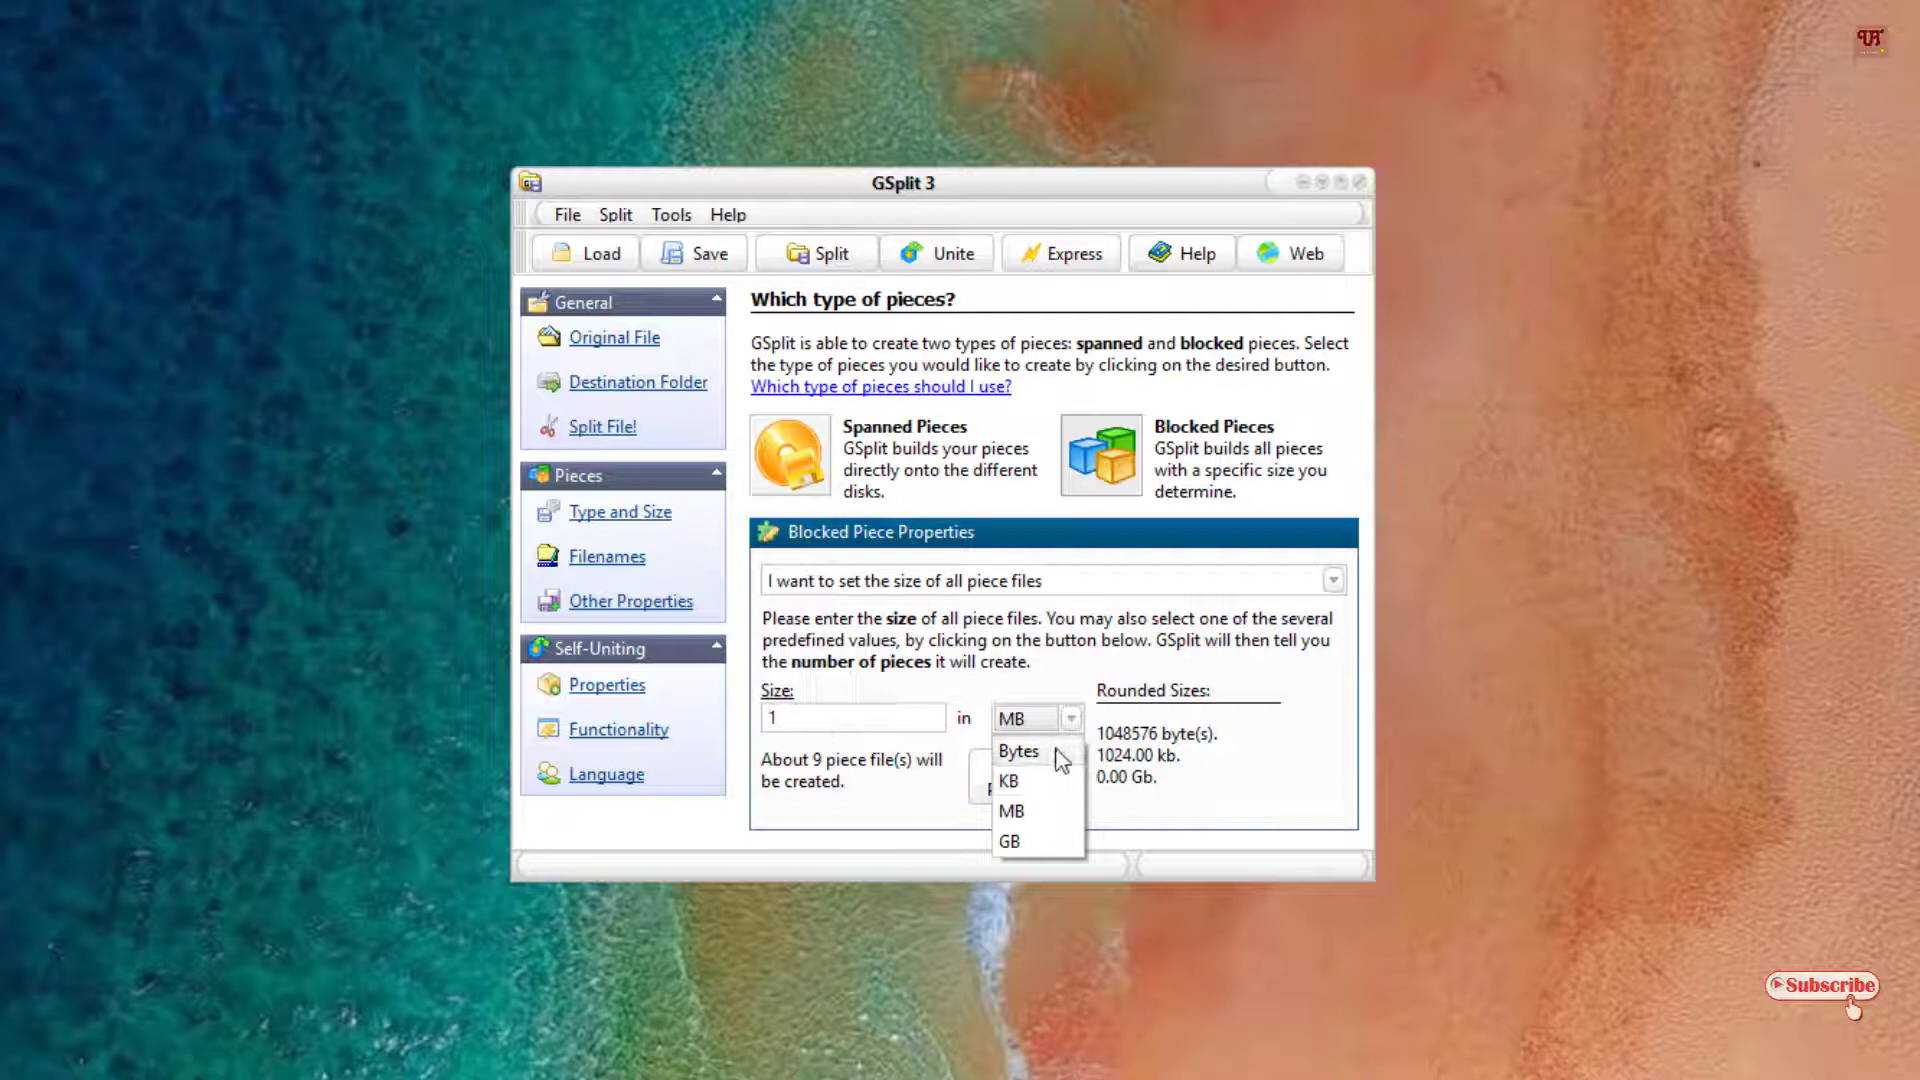 GSplit 3
File Split Tools Help
Load Save Split Unite Express Help Web
General
Original File
Destination Folder
Split File!
Pieces
Type and Size
Filenames
Other Properties
Self-Uniting
Properties
Functionality
Language
Which type of pieces?
GSplit is able to create two types of pieces: spanned and blocked pieces. Select
the type of pieces you would like to create by clicking on the desired button.
Which type of pieces should I use?
Spanned Pieces
GSplit builds your pieces
directly onto the different
disks.
Blocked Pieces
GSplit builds all pieces
with a specific size you
determine.
Blocked Piece Properties
I want to set the size of all piece files
Please enter the size of all piece files. You may also select one of the several
predefined values, by clicking on the button below. GSplit will then tell you
the number of pieces it will create.
Size:
1 in MB
Bytes
KB
MB
GB
About 9 piece file(s) will
be created.
Rounded Sizes:
1048576 byte(s).
1024.00 kb.
0.00 Gb.
Subscribe